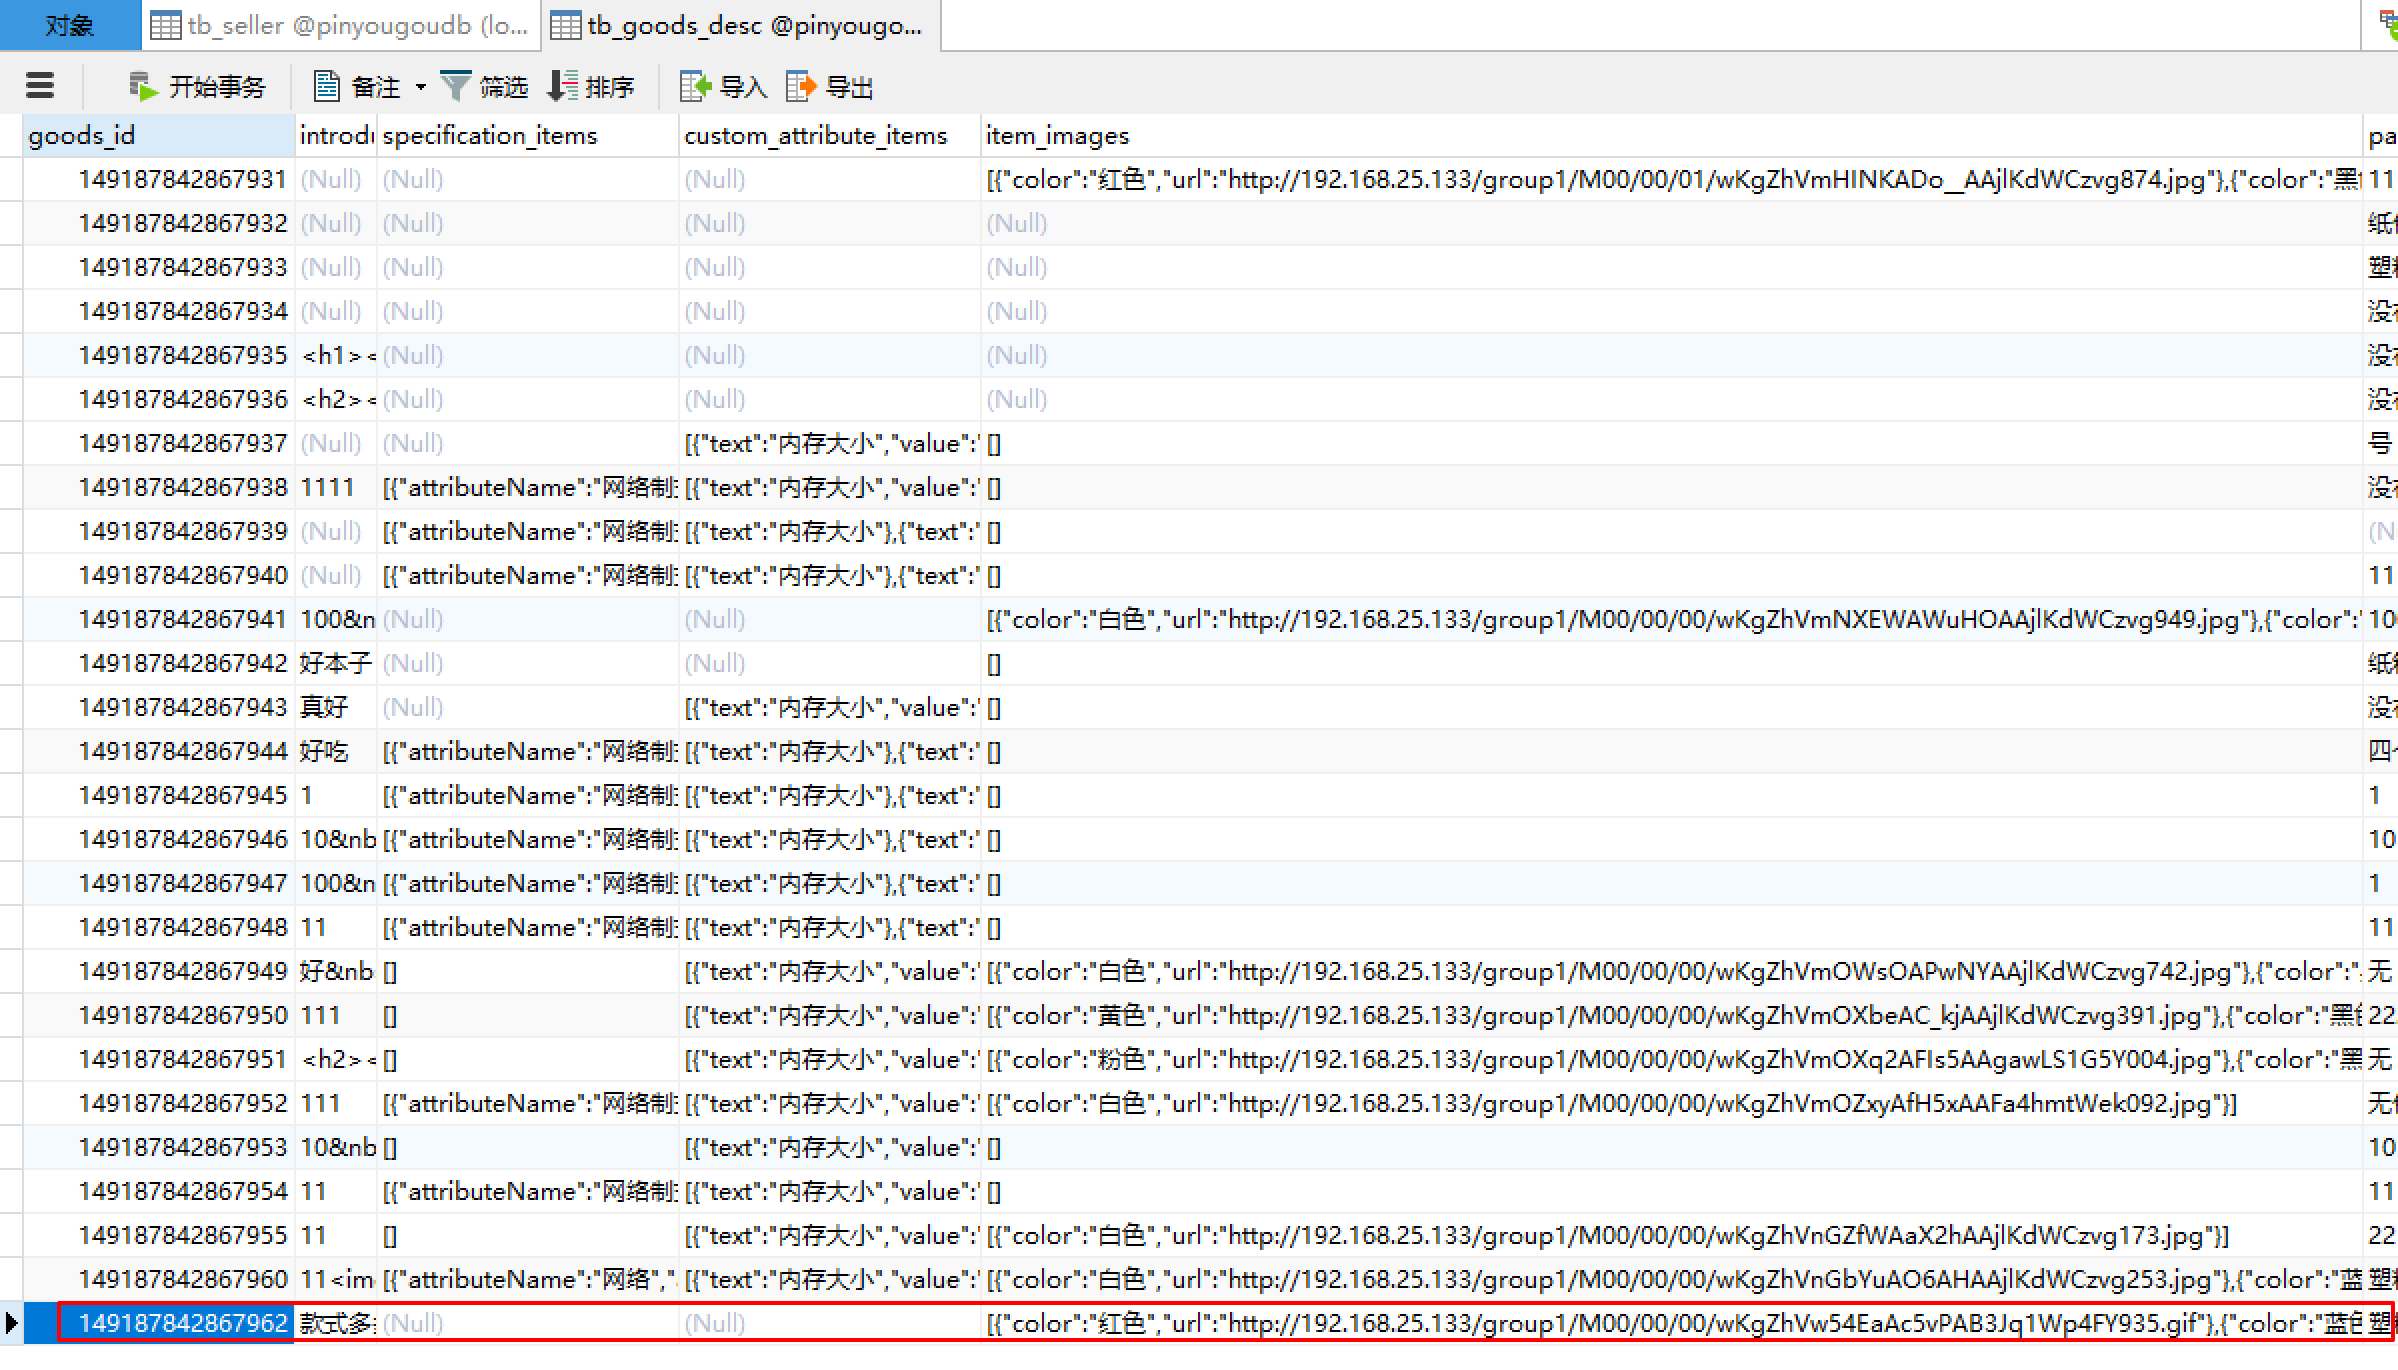 对象 tb_seller @pinyougoudb (lo... tb_goods_desc @pinyougo...
开始事务 备注 筛选 排序 导入 导出
goods_id introdu specification_items custom_attribute_items item_images pa
149187842867931 (Null) (Null) (Null) [{"color":"红色","url":"http://192.168.25.133/group1/M00/00/01/wKgZhVmHINKADo__AAjlKdWCzvg874.jpg"},{"color":"黑 11
149187842867932 (Null) (Null) (Null) (Null) 纸
149187842867933 (Null) (Null) (Null) (Null) 塑
149187842867934 (Null) (Null) (Null) (Null) 没
149187842867935 <h1>< (Null) (Null) (Null) 没
149187842867936 <h2>< (Null) (Null) (Null) 没
149187842867937 (Null) (Null) [{"text":"内存大小","value":" [] 号
149187842867938 1111 [{"attributeName":"网络制 [{"text":"内存大小","value":" [] 没
149187842867939 (Null) [{"attributeName":"网络制 [{"text":"内存大小"},{"text":" [] (N
149187842867940 (Null) [{"attributeName":"网络制 [{"text":"内存大小"},{"text":" [] 11
149187842867941 100&n (Null) (Null) [{"color":"白色","url":"http://192.168.25.133/group1/M00/00/00/wKgZhVmNXEWAWuHOAAjlKdWCzvg949.jpg"},{"color":" 10
149187842867942 好本子 (Null) (Null) [] 纸
149187842867943 真好 (Null) [{"text":"内存大小","value":" [] 没
149187842867944 好吃 [{"attributeName":"网络制 [{"text":"内存大小"},{"text":" [] 四
149187842867945 1 [{"attributeName":"网络制 [{"text":"内存大小"},{"text":" [] 1
149187842867946 10&nb [{"attributeName":"网络制 [{"text":"内存大小"},{"text":" [] 10
149187842867947 100&n [{"attributeName":"网络制 [{"text":"内存大小"},{"text":" [] 1
149187842867948 11 [{"attributeName":"网络制 [{"text":"内存大小"},{"text":" [] 11
149187842867949 好&nb [] [{"text":"内存大小","value":" [{"color":"白色","url":"http://192.168.25.133/group1/M00/00/00/wKgZhVmOWsOAPwNYAAjlKdWCzvg742.jpg"},{"color":" 无
149187842867950 111 [] [{"text":"内存大小","value":" [{"color":"黄色","url":"http://192.168.25.133/group1/M00/00/00/wKgZhVmOXbeAC_kjAAjlKdWCzvg391.jpg"},{"color":"黑 22
149187842867951 <h2>< [] [{"text":"内存大小","value":" [{"color":"粉色","url":"http://192.168.25.133/group1/M00/00/00/wKgZhVmOXq2AFIs5AAgawLS1G5Y004.jpg"},{"color":"黑 无
149187842867952 111 [{"attributeName":"网络制 [{"text":"内存大小","value":" [{"color":"白色","url":"http://192.168.25.133/group1/M00/00/00/wKgZhVmOZxyAfH5xAAFa4hmtWek092.jpg"}] 无
149187842867953 10&nb [] [{"text":"内存大小","value":" [] 10
149187842867954 11 [{"attributeName":"网络制 [{"text":"内存大小","value":" [] 11
149187842867955 11 [] [{"text":"内存大小","value":" [{"color":"白色","url":"http://192.168.25.133/group1/M00/00/00/wKgZhVnGZfWAaX2hAAjlKdWCzvg173.jpg"}] 22
149187842867960 11<im [{"attributeName":"网络"," [{"text":"内存大小","value":" [{"color":"白色","url":"http://192.168.25.133/group1/M00/00/00/wKgZhVnGbYuAO6AHAAjlKdWCzvg253.jpg"},{"color":"蓝 塑
149187842867962 款式多 (Null) (Null) [{"color":"红色","url":"http://192.168.25.133/group1/M00/00/00/wKgZhVw54EaAc5vPAB3Jq1Wp4FY935.gif"},{"color":"蓝色 塑